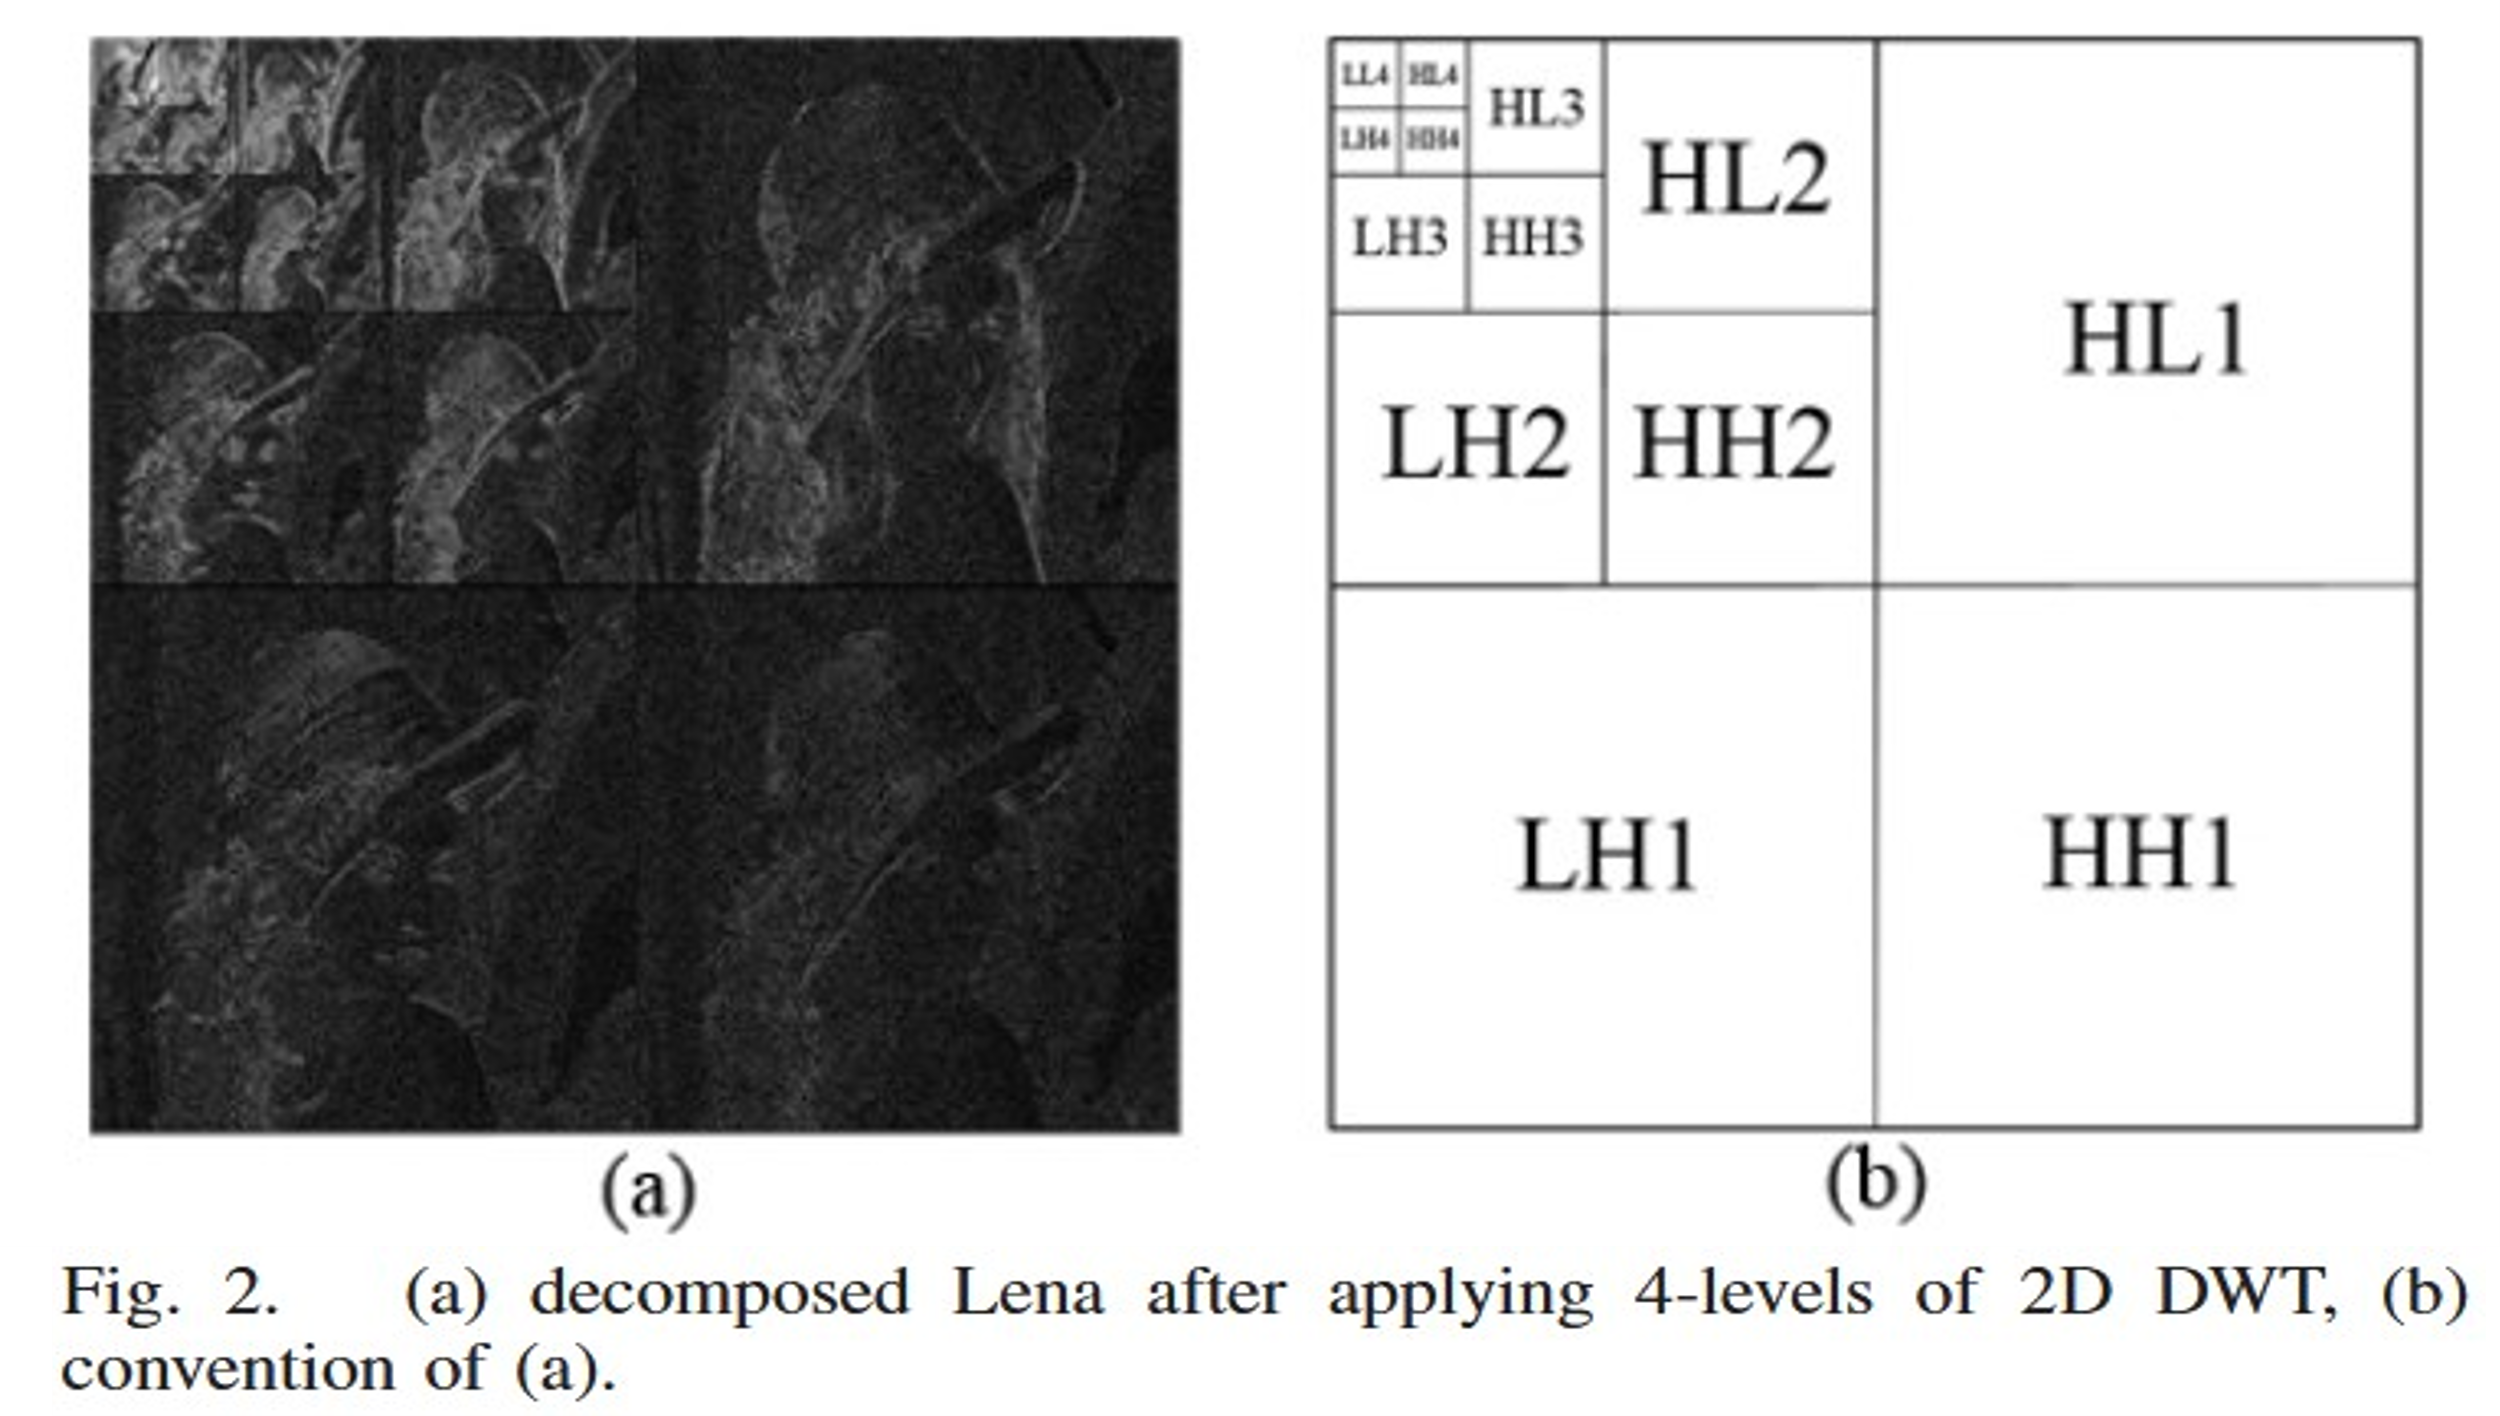 LL4 HL4 HL3 HL2 HL1
LH4 HH4
LH3 HH3
LH2 HH2
LH1 HH1
(a) (b)
Fig. 2. (a) decomposed Lena after applying 4-levels of 2D DWT, (b)
convention of (a).